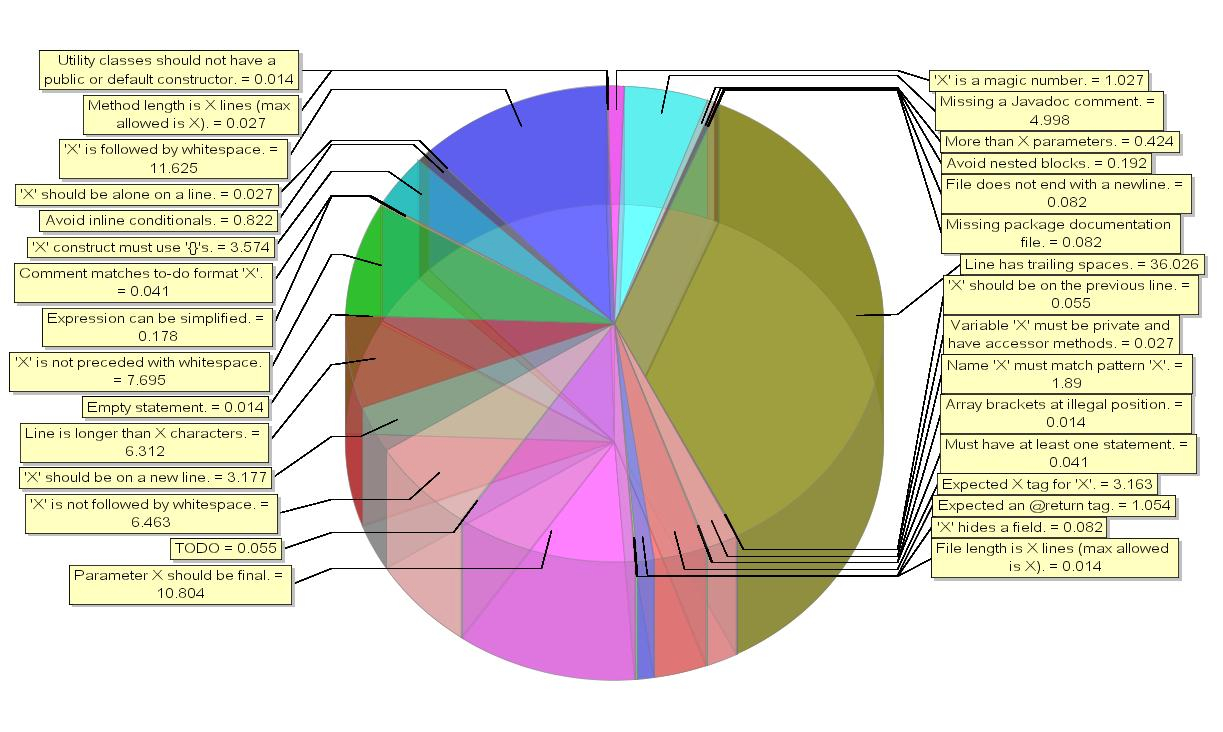 Utility classes should not have a
public or default constructor. = 0.014
Method length is X lines (max
allowed is X). = 0.027
'X' is followed by whitespace. =
11.625
'X' should be alone on a line. = 0.027
Avoid inline conditionals. = 0.822
'X' construct must use '{}'s. = 3.574
Comment matches to-do format 'X'.
= 0.041
Expression can be simplified. =
0.178
'X' is not preceded with whitespace.
= 7.695
Empty statement. = 0.014
Line is longer than X characters. =
6.312
'X' should be on a new line. = 3.177
'X' is not followed by whitespace. =
6.463
TODO = 0.055
Parameter X should be final. =
10.804
'X' is a magic number. = 1.027
Missing a Javadoc comment. =
4.998
More than X parameters. = 0.424
Avoid nested blocks. = 0.192
File does not end with a newline. =
0.082
Missing package documentation
file. = 0.082
Line has trailing spaces. = 36.026
'X' should be on the previous line. =
0.055
Variable 'X' must be private and
have accessor methods. = 0.027
Name 'X' must match pattern 'X'. =
1.89
Array brackets at illegal position. =
0.014
Must have at least one statement. =
0.041
Expected X tag for 'X'. = 3.163
Expected an @return tag. = 1.054
'X' hides a field. = 0.082
File length is X lines (max allowed
is X). = 0.014